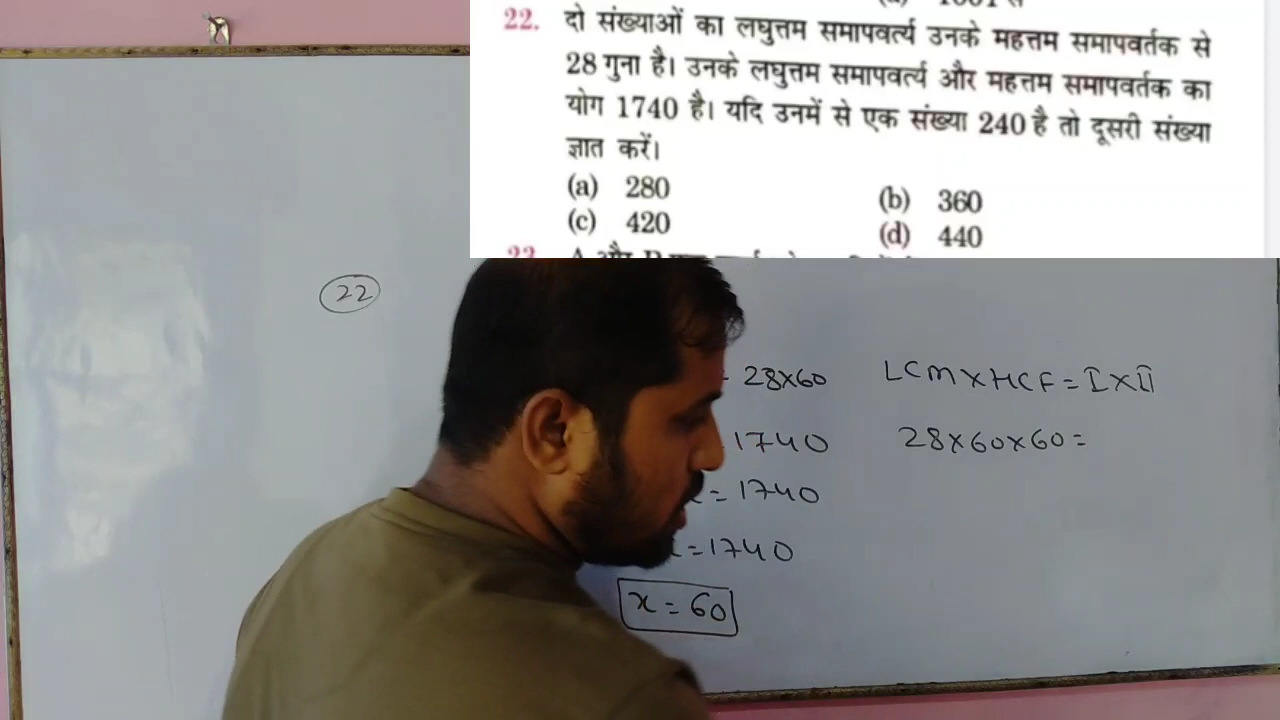 22. दो संख्याओं का लघुत्तम समापवर्त्य उनके महत्तम समापवर्तक से
28 गुना है। उनके लघुत्तम समापवर्त्य और महत्तम समापवर्तक का
योग 1740 है। यदि उनमें से एक संख्या 240 है तो दूसरी संख्या
ज्ञात करें।
(a) 280
(b) 360
(c) 420
(d) 440
22
28x60
1740
= 1740
= 1740
x = 60
LCM x HCF = I x II
28x60x60 =